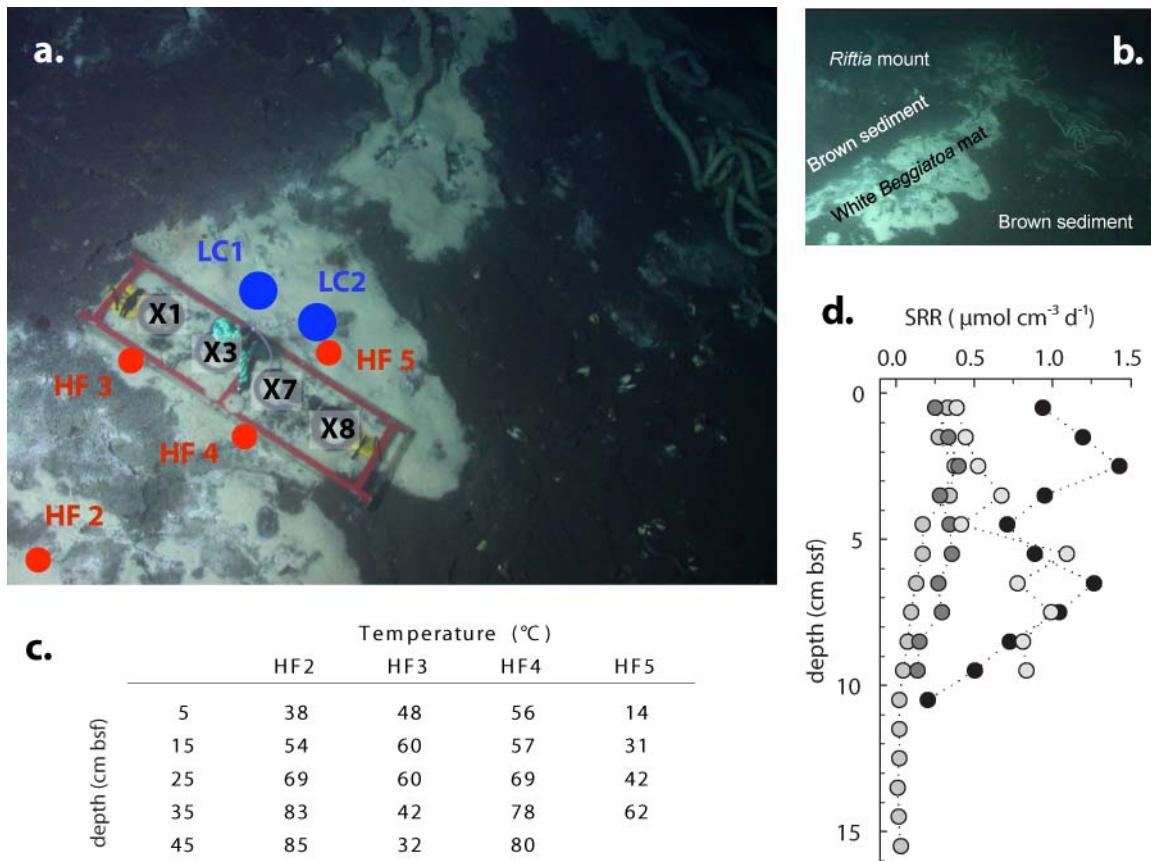 a.
LC1
LC2
X1
X3
HF 5
HF 3
X7
X8
HF 4
HF 2
b.
Riftia mount
Brown sediment
White Beggiatoa mat
Brown sediment
c.
Temperature (°C)
HF2 HF3 HF4 HF5
depth (cm bsf)
5 38 48 56 14
15 54 60 57 31
25 69 60 69 42
35 83 42 78 62
45 85 32 80
d.
SRR ( μmol cm⁻³ d⁻¹)
0.0 0.5 1.0 1.5
depth (cm bsf)
0
5
10
15